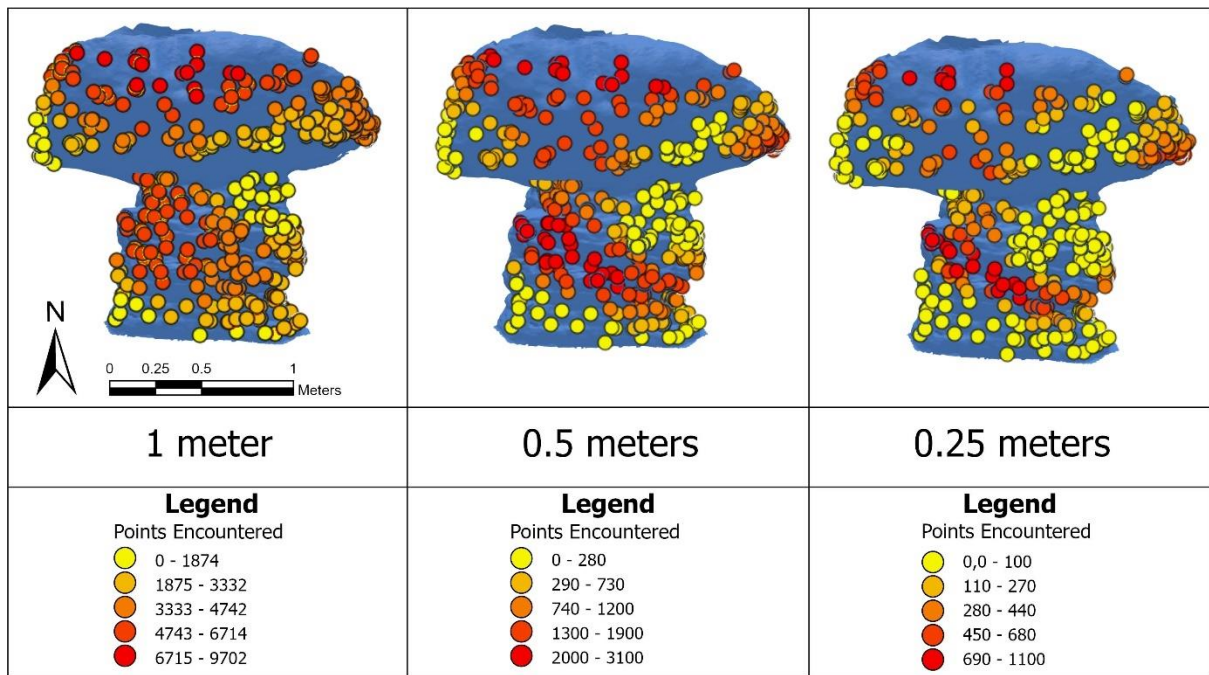 N
0 0.25 0.5 1
Meters
1 meter
0.5 meters
0.25 meters
Legend
Points Encountered
0 - 1874
1875 - 3332
3333 - 4742
4743 - 6714
6715 - 9702
Legend
Points Encountered
0 - 280
290 - 730
740 - 1200
1300 - 1900
2000 - 3100
Legend
Points Encountered
0,0 - 100
110 - 270
280 - 440
450 - 680
690 - 1100